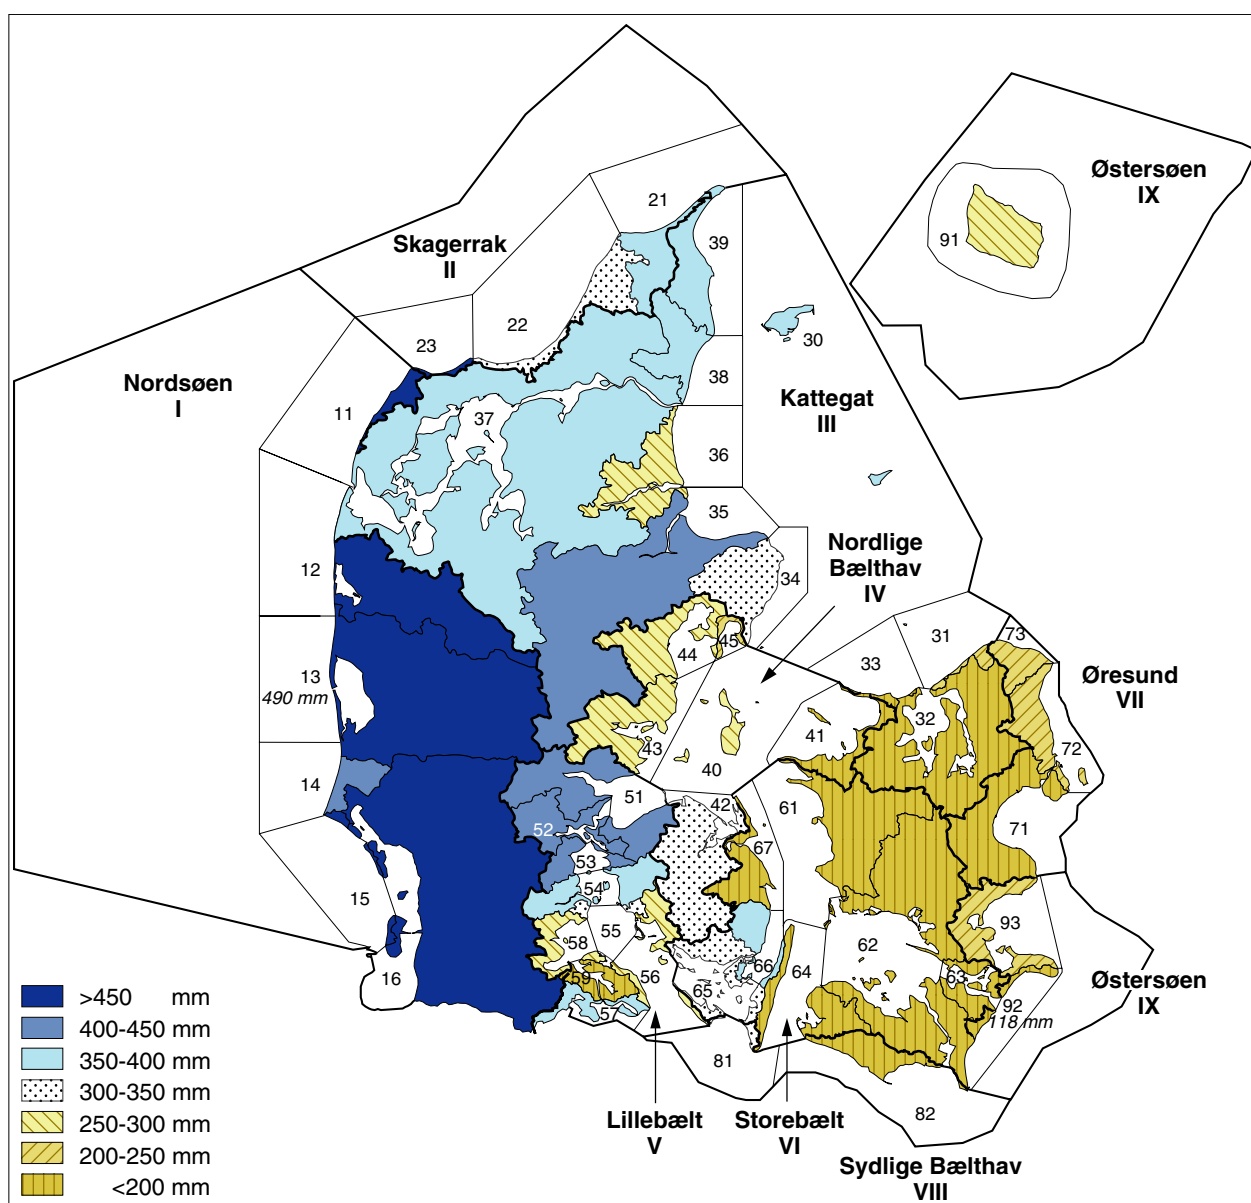 21
39
Skagerrak
II
22
23
30
Østersøen
IX
91
Nordsøen
I
11
38
Kattegat
III
37
36
35
12
34
Nordlige
Bælthav
IV
45
44
13
490 mm
43
40
33
31
73
Øresund
VII
32
41
72
14
51
42
61
52
67
71
53
54
15
55
58
93
62
16
59
56
66
64
63
65
57
92
118 mm
Østersøen
IX
81
82
Lillebælt
V
Storebælt
VI
Sydlige Bælthav
VIII
>450 mm
400-450 mm
350-400 mm
300-350 mm
250-300 mm
200-250 mm
<200 mm